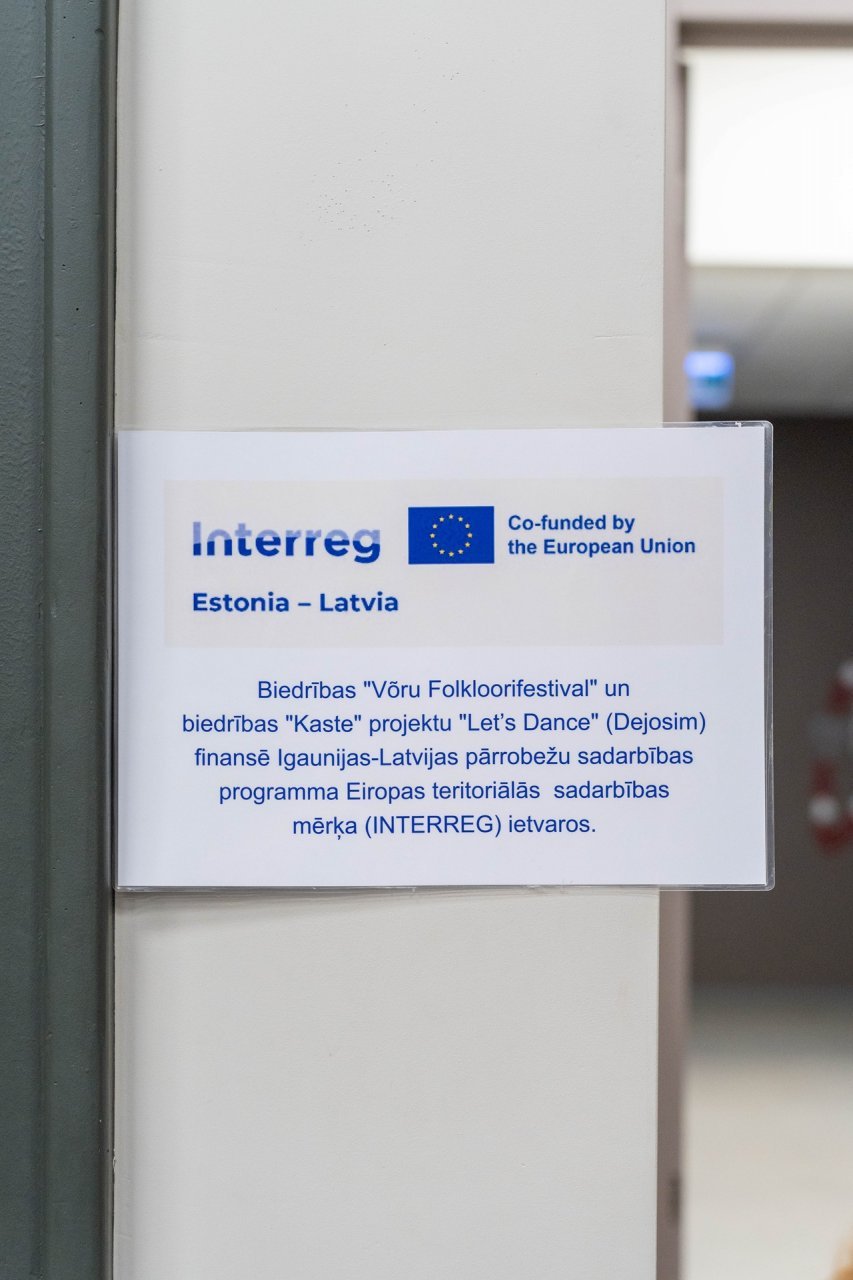 Interreg
Co-funded by
the European Union
Estonia – Latvia
Biedrības "Võru Folkloorifestival" un
biedrības "Kaste" projektu "Let’s Dance" (Dejosim)
finansē Igaunijas-Latvijas pārrobežu sadarbības
programma Eiropas teritoriālās  sadarbības
mērķa (INTERREG) ietvaros.